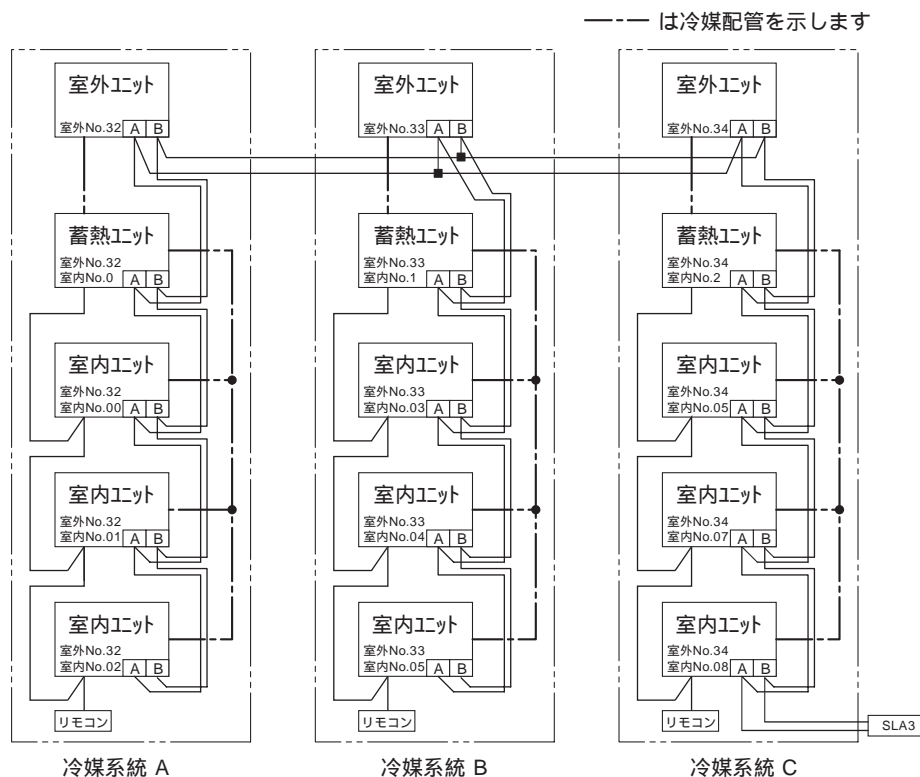 は冷媒配管を示します
室外ユニット
室外No.32 A B
室外ユニット
室外No.33 A B
室外ユニット
室外No.34 A B
蓄熱ユニット
室外No.32
室内No.0 A B
蓄熱ユニット
室外No.33
室内No.1 A B
蓄熱ユニット
室外No.34
室内No.2 A B
室内ユニット
室外No.32
室内No.00 A B
室内ユニット
室外No.33
室内No.03 A B
室内ユニット
室外No.34
室内No.05 A B
室内ユニット
室外No.32
室内No.01 A B
室内ユニット
室外No.33
室内No.04 A B
室内ユニット
室外No.34
室内No.07 A B
室内ユニット
室外No.32
室内No.02 A B
室内ユニット
室外No.33
室内No.05 A B
室内ユニット
室外No.34
室内No.08 A B
リモコン
リモコン
リモコン
SLA3
冷媒系統 A
冷媒系統 B
冷媒系統 C